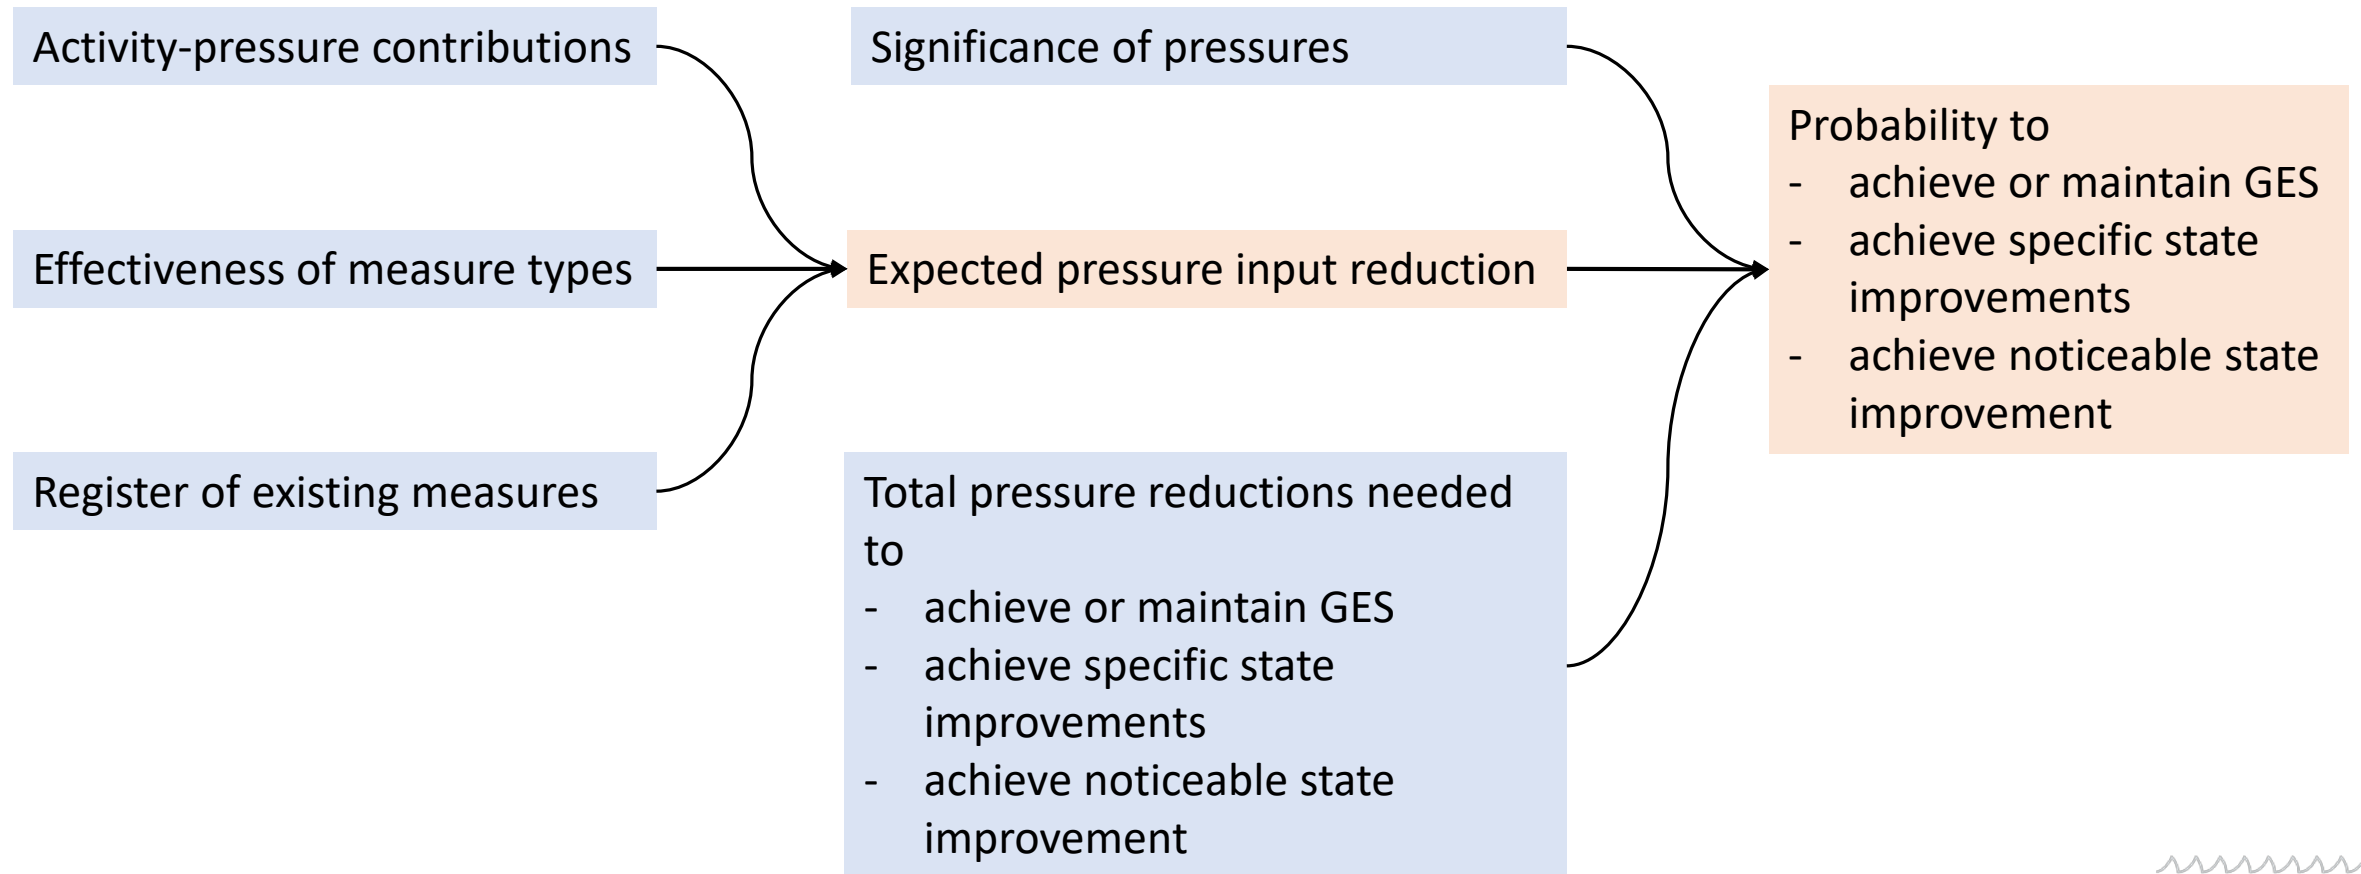 Activity-pressure contributions
Effectiveness of measure types
Register of existing measures
Significance of pressures
Expected pressure input reduction
Total pressure reductions needed
to
- achieve or maintain GES
- achieve specific state
improvements
- achieve noticeable state
improvement
Probability to
- achieve or maintain GES
- achieve specific state
improvements
- achieve noticeable state
improvement